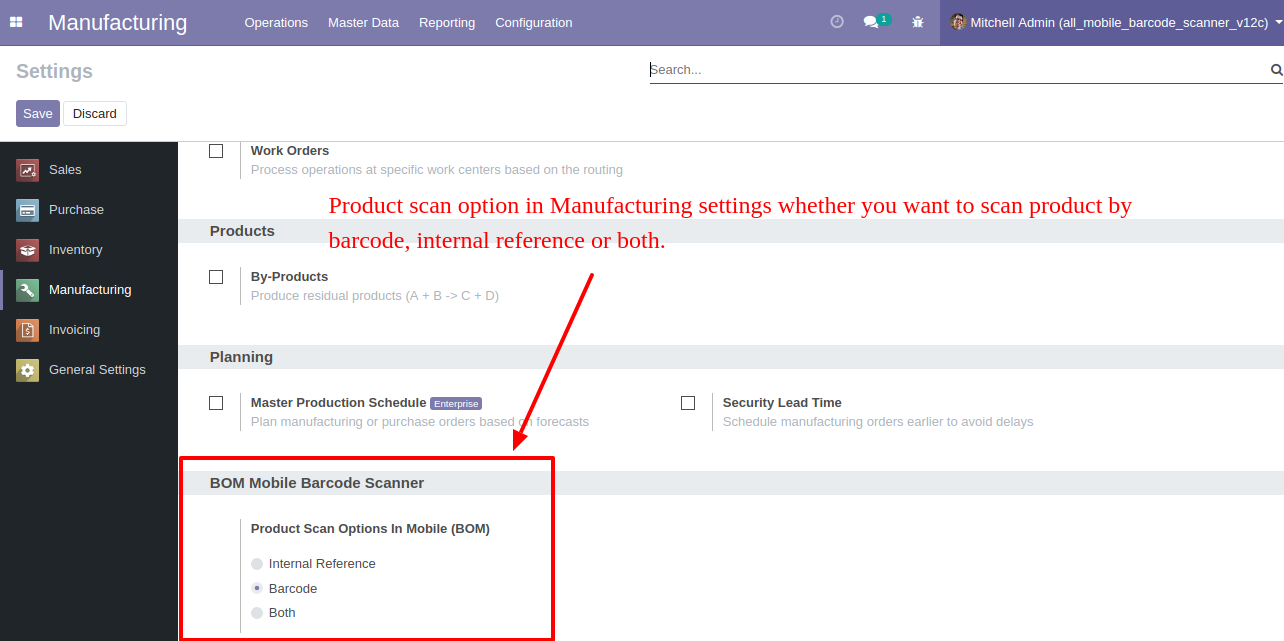 Manufacturing Operations Master Data Reporting Configuration 1 Mitchell Admin (all_mobile_barcode_scanner_v12c)
Settings
Search...
Save Discard
Sales
Purchase
Inventory
Manufacturing
Invoicing
General Settings
Work Orders
Process operations at specific work centers based on the routing
Product scan option in Manufacturing settings whether you want to scan product by
barcode, internal reference or both.
Products
By-Products
Produce residual products (A + B -> C + D)
Planning
Master Production Schedule Enterprise
Plan manufacturing or purchase orders based on forecasts
Security Lead Time
Schedule manufacturing orders earlier to avoid delays
BOM Mobile Barcode Scanner
Product Scan Options In Mobile (BOM)
Internal Reference
Barcode
Both